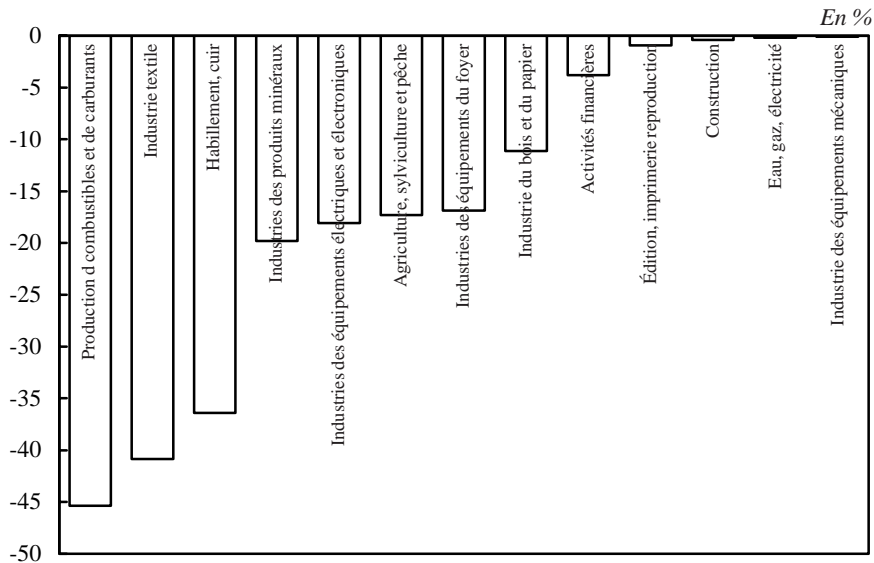 En %
0
-5
-10
-15
-20
-25
-30
-35
-40
-45
-50
Production d combustibles et de carburants
Industrie textile
Habillement, cuir
Industries des produits minéraux
Industries des équipements électriques et électroniques
Agriculture, sylviculture et pêche
Industries des équipements du foyer
Industrie du bois et du papier
Activités financières
Édition, imprimerie reproduction
Construction
Eau, gaz, électricité
Industrie des équipements mécaniques